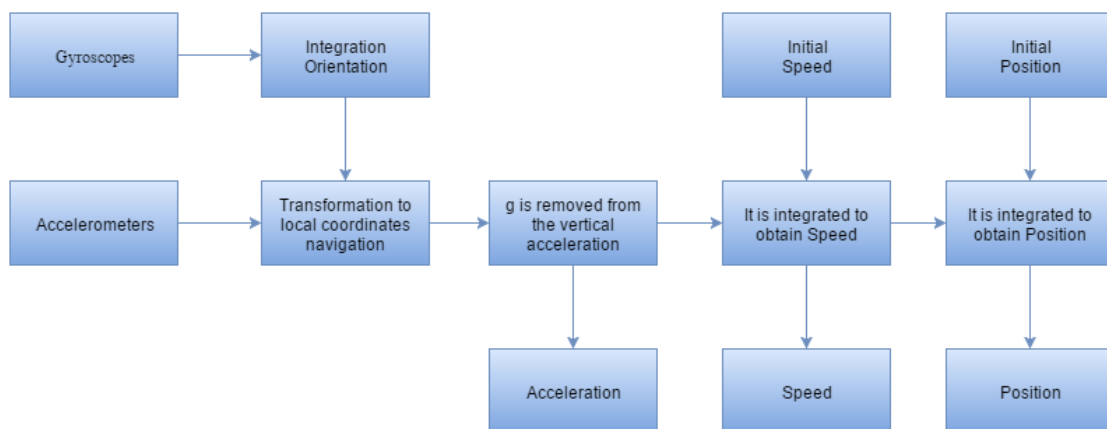 Gyroscopes
Integration
Orientation
Initial
Speed
Initial
Position
Accelerometers
Transformation to
local coordinates
navigation
g is removed from
the vertical
acceleration
It is integrated to
obtain Speed
It is integrated to
obtain Position
Acceleration
Speed
Position